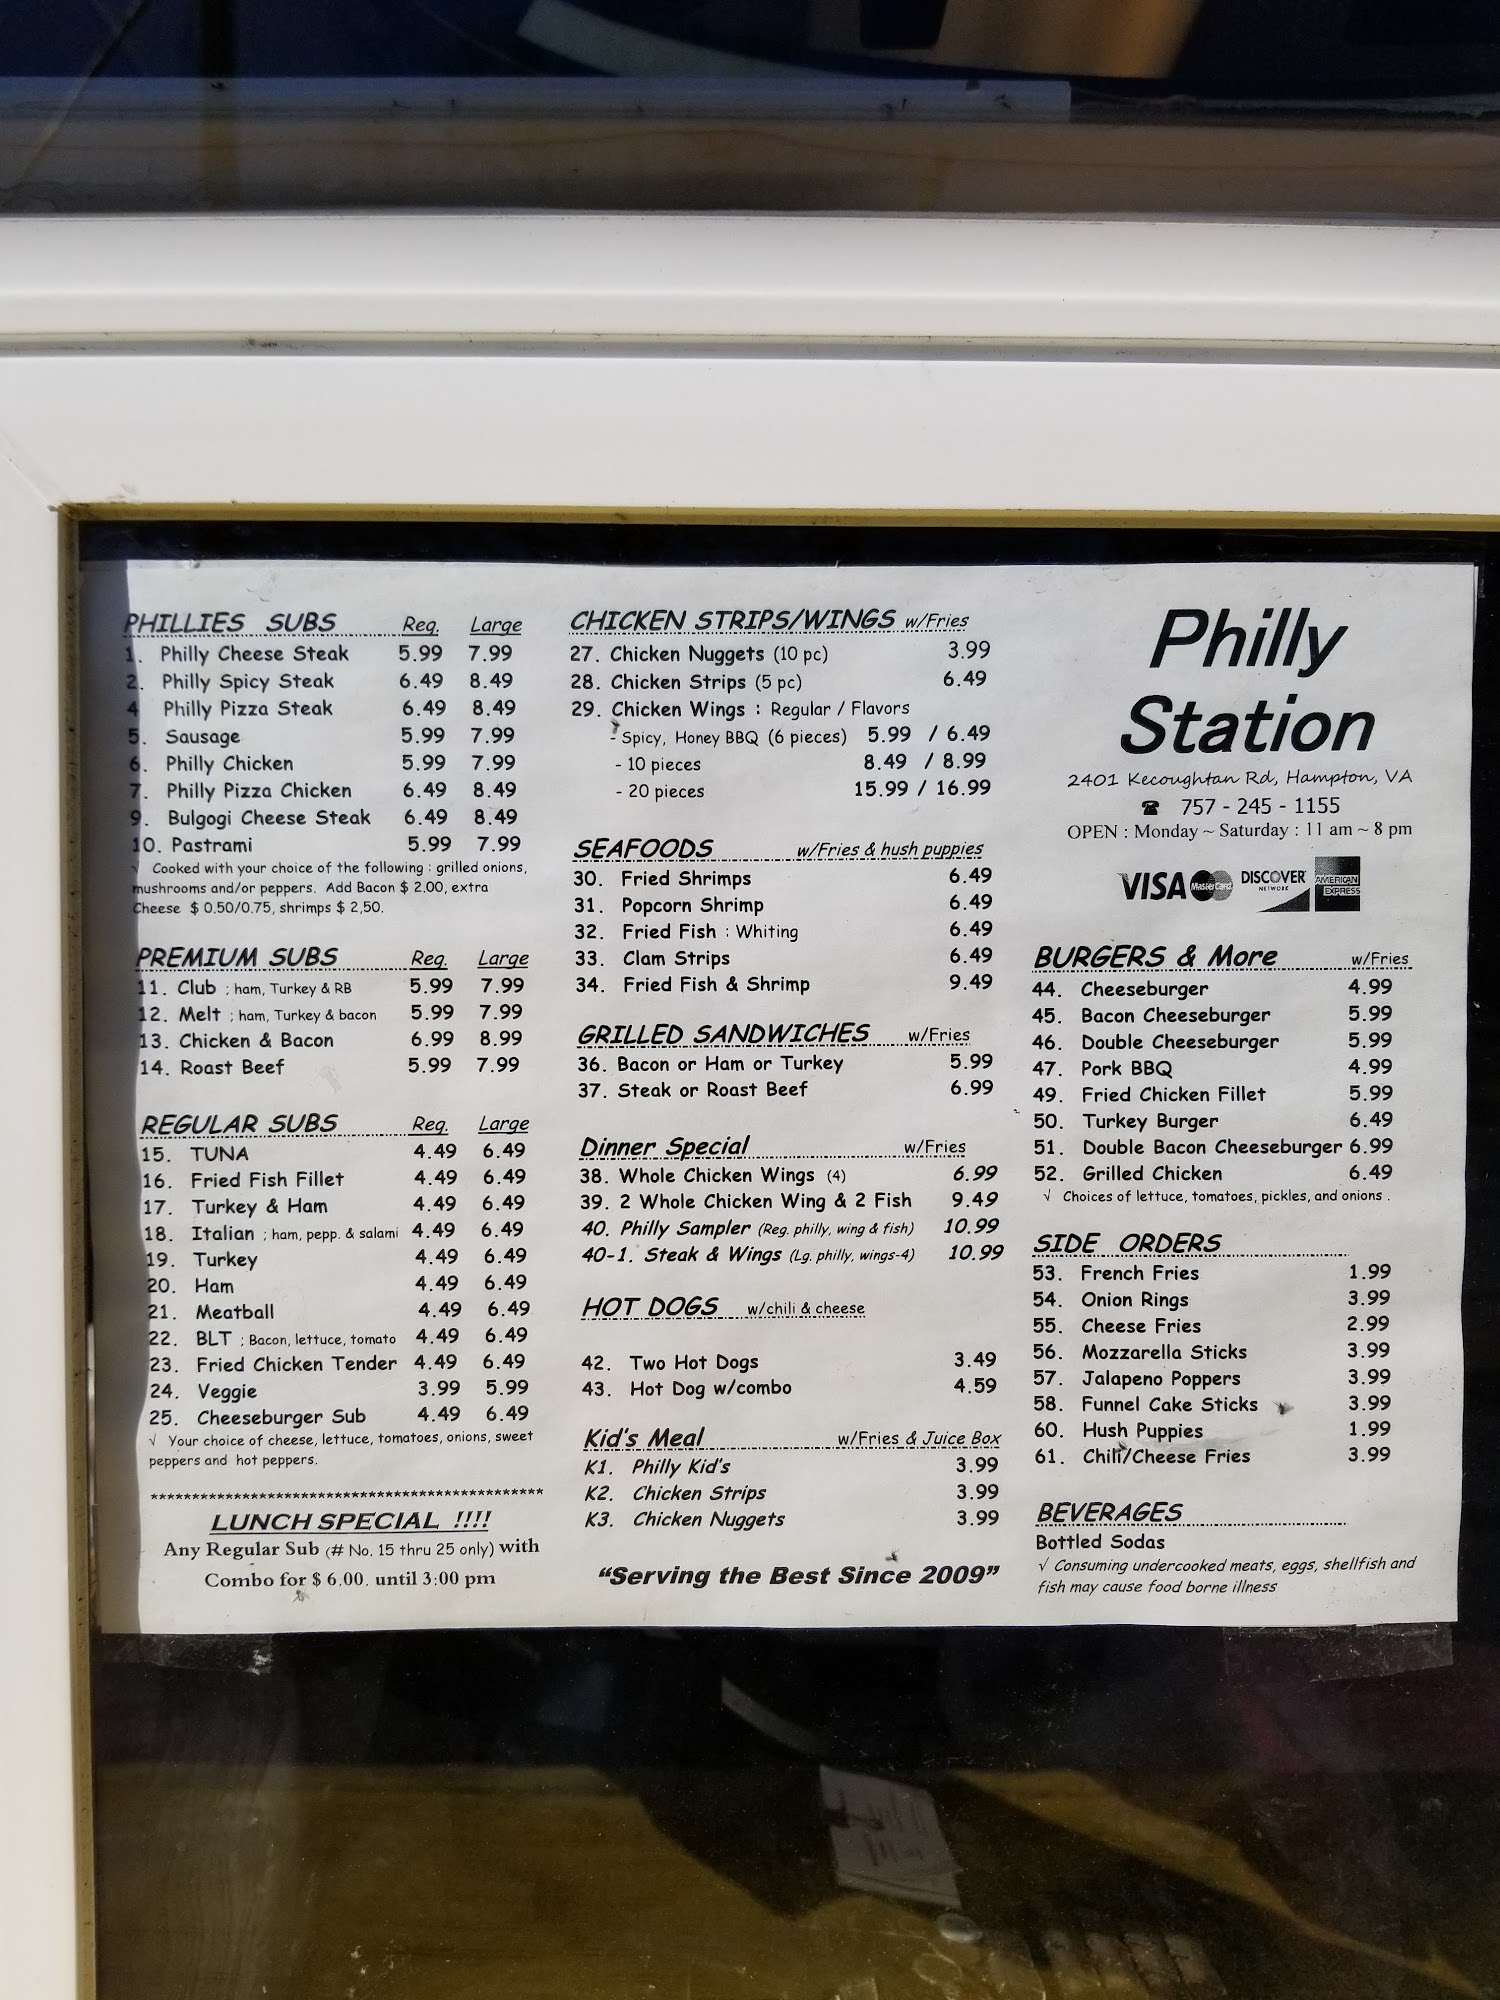 PHILLIES SUBS Reg. Large
1. Philly Cheese Steak 5.99 7.99
2. Philly Spicy Steak 6.49 8.49
4 Philly Pizza Steak 6.49 8.49
5. Sausage 5.99 7.99
6. Philly Chicken 5.99 7.99
7. Philly Pizza Chicken 6.49 8.49
9. Bulgogi Cheese Steak 6.49 8.49
10. Pastrami 5.99 7.99
√ Cooked with your choice of the following : grilled onions,
mushrooms and/or peppers. Add Bacon $ 2.00, extra
Cheese $ 0.50/0.75, shrimps $ 2,50.
PREMIUM SUBS Reg. Large
11. Club ; ham, Turkey & RB 5.99 7.99
12. Melt ; ham, Turkey & bacon 5.99 7.99
13. Chicken & Bacon 6.99 8.99
14. Roast Beef 5.99 7.99
REGULAR SUBS Reg. Large
15. TUNA 4.49 6.49
16. Fried Fish Fillet 4.49 6.49
17. Turkey & Ham 4.49 6.49
18. Italian ; ham, pepp. & salami 4.49 6.49
19. Turkey 4.49 6.49
20. Ham 4.49 6.49
21. Meatball 4.49 6.49
22. BLT ; Bacon, lettuce, tomato 4.49 6.49
23. Fried Chicken Tender 4.49 6.49
24. Veggie 3.99 5.99
25. Cheeseburger Sub 4.49 6.49
√ Your choice of cheese, lettuce, tomatoes, onions, sweet
peppers and hot peppers.
************************************************
LUNCH SPECIAL !!!!
Any Regular Sub (# No. 15 thru 25 only) with
Combo for $ 6.00. until 3:00 pm
CHICKEN STRIPS/WINGS w/Fries
27. Chicken Nuggets (10 pc) 3.99
28. Chicken Strips (5 pc) 6.49
29. Chicken Wings : Regular / Flavors
- Spicy, Honey BBQ (6 pieces) 5.99 / 6.49
- 10 pieces 8.49 / 8.99
- 20 pieces 15.99 / 16.99
SEAFOODS w/Fries & hush puppies
30. Fried Shrimps 6.49
31. Popcorn Shrimp 6.49
32. Fried Fish : Whiting 6.49
33. Clam Strips 6.49
34. Fried Fish & Shrimp 9.49
GRILLED SANDWICHES w/Fries
36. Bacon or Ham or Turkey 5.99
37. Steak or Roast Beef 6.99
Dinner Special w/Fries
38. Whole Chicken Wings (4) 6.99
39. 2 Whole Chicken Wing & 2 Fish 9.49
40. Philly Sampler (Reg. philly, wing & fish) 10.99
40-1. Steak & Wings (Lg. philly, wings-4) 10.99
HOT DOGS w/chili & cheese
42. Two Hot Dogs 3.49
43. Hot Dog w/combo 4.59
Kid's Meal w/Fries & Juice Box
K1. Philly Kid's 3.99
K2. Chicken Strips 3.99
K3. Chicken Nuggets 3.99
"Serving the Best Since 2009"
Philly
Station
2401 Kecoughtan Rd, Hampton, VA
☎ 757 - 245 - 1155
OPEN : Monday ~ Saturday : 11 am ~ 8 pm
VISA MasterCard DISCOVER NETWORK AMERICAN EXPRESS
BURGERS & More w/Fries
44. Cheeseburger 4.99
45. Bacon Cheeseburger 5.99
46. Double Cheeseburger 5.99
47. Pork BBQ 4.99
49. Fried Chicken Fillet 5.99
50. Turkey Burger 6.49
51. Double Bacon Cheeseburger 6.99
52. Grilled Chicken 6.49
√ Choices of lettuce, tomatoes, pickles, and onions .
SIDE ORDERS
53. French Fries 1.99
54. Onion Rings 3.99
55. Cheese Fries 2.99
56. Mozzarella Sticks 3.99
57. Jalapeno Poppers 3.99
58. Funnel Cake Sticks 3.99
60. Hush Puppies 1.99
61. Chili/Cheese Fries 3.99
BEVERAGES
Bottled Sodas
√ Consuming undercooked meats, eggs, shellfish and
fish may cause food borne illness